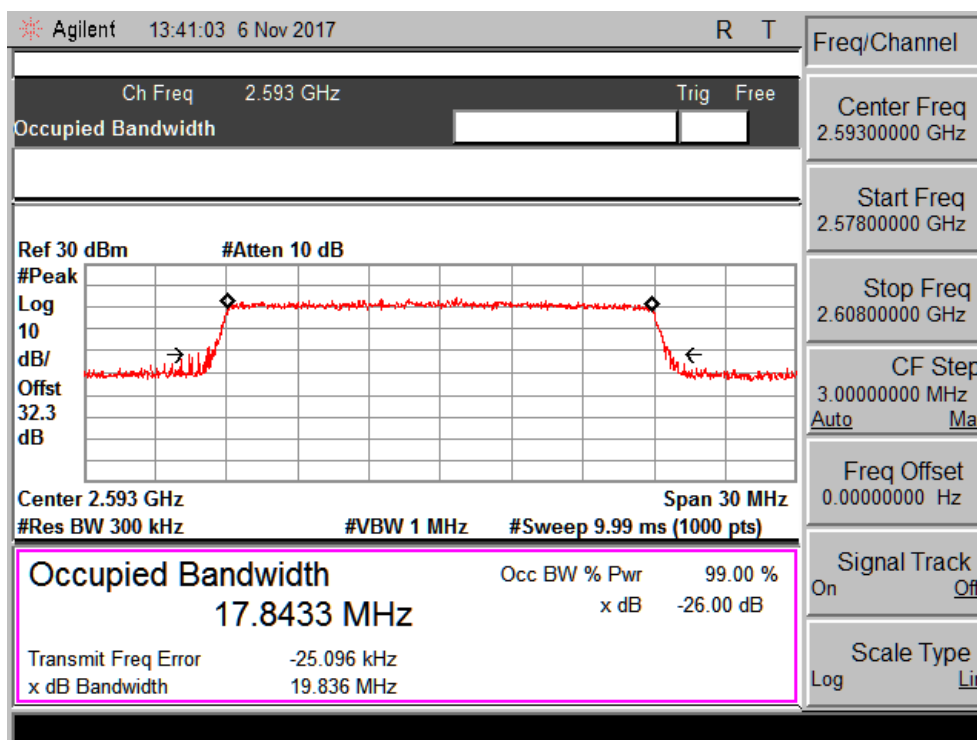 Agilent 13:41:03 6 Nov 2017 R T
Freq/Channel
Ch Freq 2.593 GHz Trig Free
Occupied Bandwidth
Center Freq
2.59300000 GHz
Start Freq
2.57800000 GHz
Stop Freq
2.60800000 GHz
CF Step
3.00000000 MHz
Auto Ma
Freq Offset
0.00000000 Hz
Signal Track
On Off
Scale Type
Log Lin
Ref 30 dBm #Atten 10 dB
#Peak
Log
10
dB/
Offst
32.3
dB
Center 2.593 GHz Span 30 MHz
#Res BW 300 kHz #VBW 1 MHz #Sweep 9.99 ms (1000 pts)
Occupied Bandwidth Occ BW % Pwr 99.00 %
17.8433 MHz x dB -26.00 dB
Transmit Freq Error -25.096 kHz
x dB Bandwidth 19.836 MHz